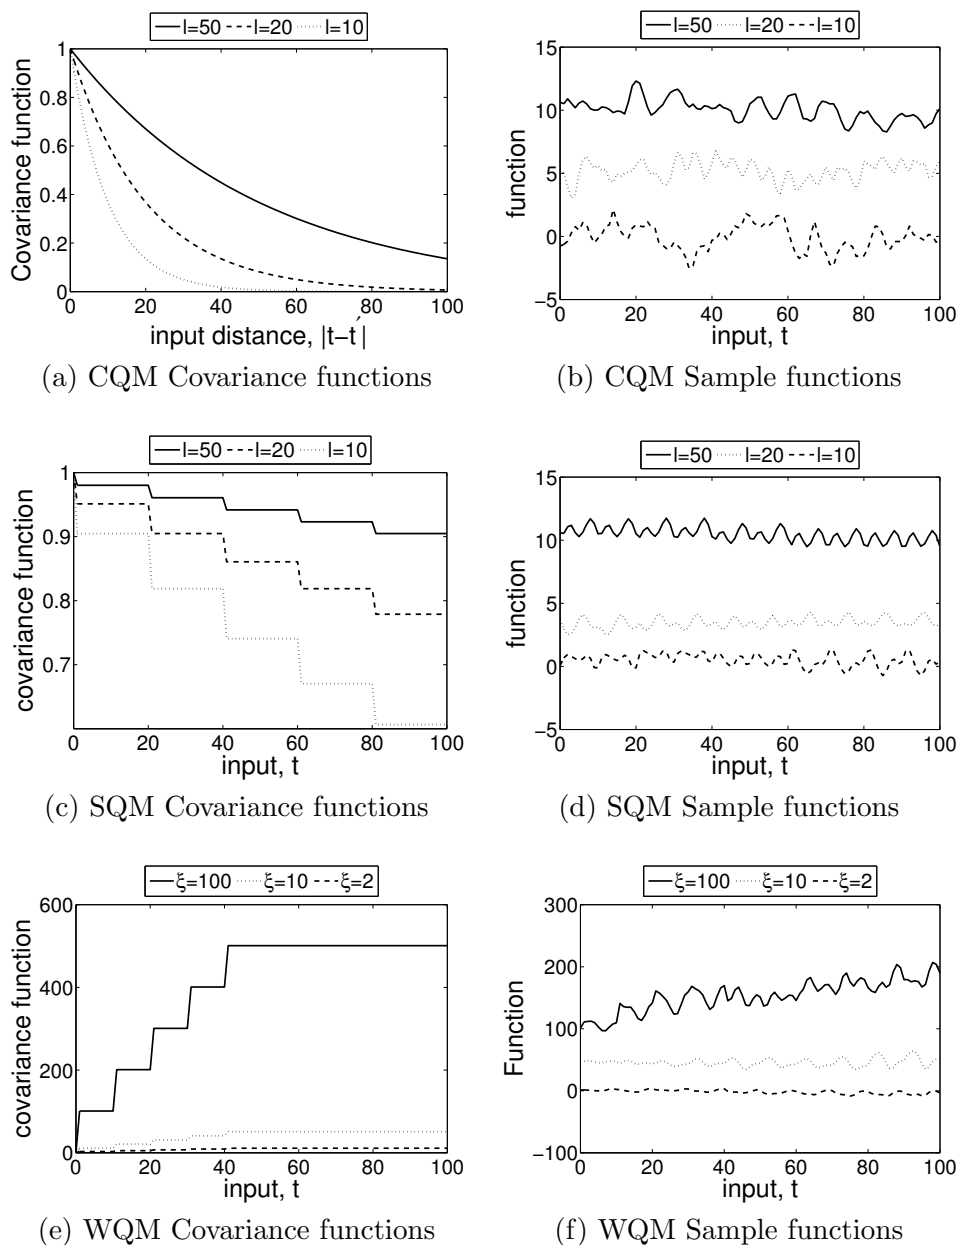 l=50 l=20 l=10
1
0.8
0.6
0.4
0.2
0
0 20 40 60 80 100
Covariance function
input distance, |t−t′|
(a) CQM Covariance functions
l=50 l=20 l=10
15
10
5
0
−5
0 20 40 60 80 100
function
input, t
(b) CQM Sample functions
l=50 l=20 l=10
1
0.9
0.8
0.7
0 20 40 60 80 100
covariance function
input, t
(c) SQM Covariance functions
l=50 l=20 l=10
15
10
5
0
−5
0 20 40 60 80 100
function
input, t
(d) SQM Sample functions
ξ=100 ξ=10 ξ=2
600
500
400
200
0
0 20 40 60 80 100
covariance function
input, t
(e) WQM Covariance functions
ξ=100 ξ=10 ξ=2
300
200
100
0
−100
0 20 40 60 80 100
Function
input, t
(f) WQM Sample functions